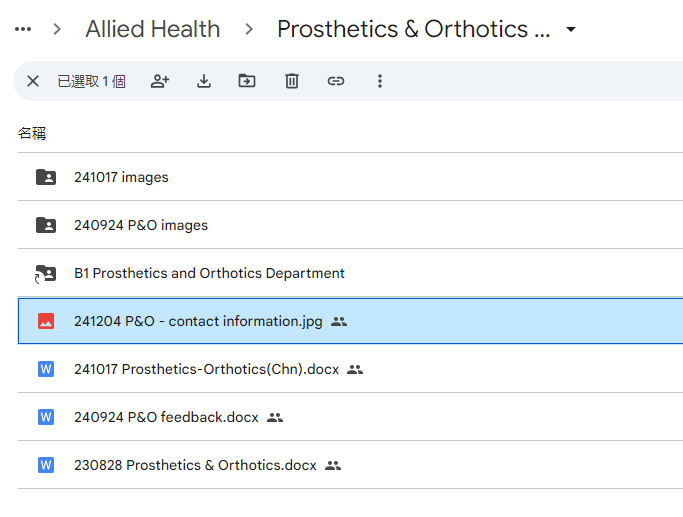 ... > Allied Health > Prosthetics & Orthotics ...
已選取 1 個
名稱
241017 images
240924 P&O images
B1 Prosthetics and Orthotics Department
241204 P&O - contact information.jpg
W 241017 Prosthetics-Orthotics(Chn).docx
W 240924 P&O feedback.docx
W 230828 Prosthetics & Orthotics.docx